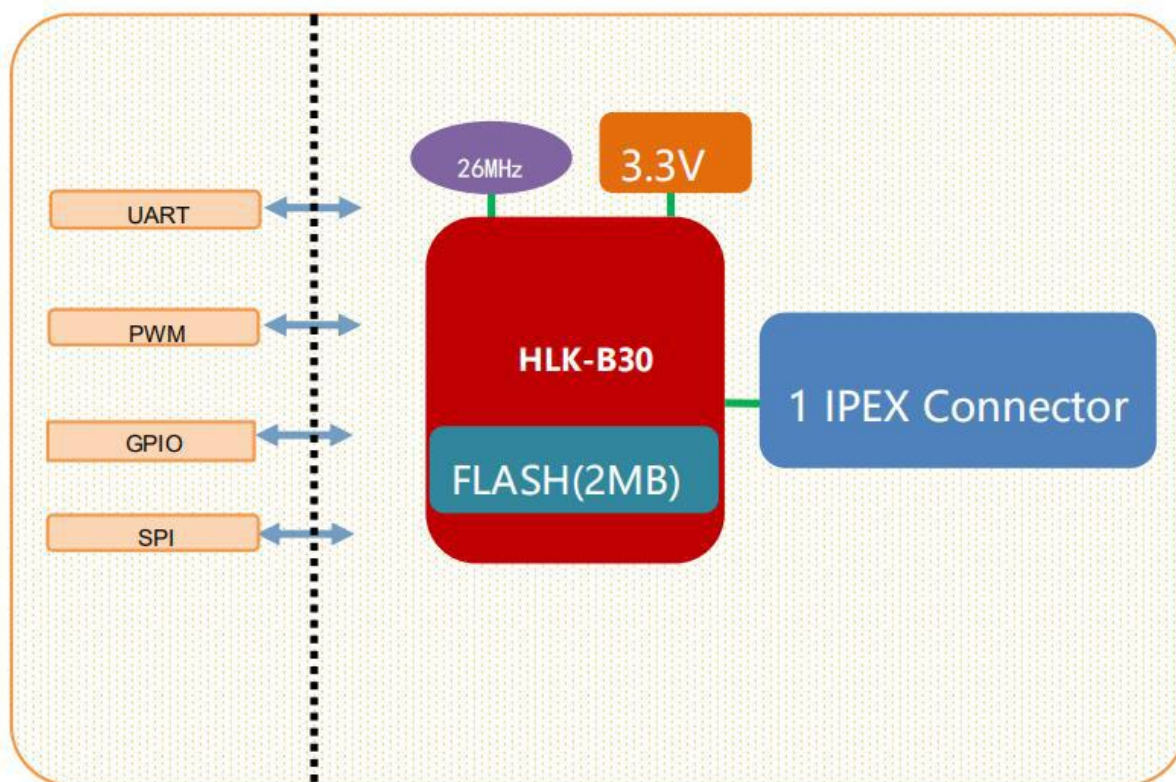 26MHz
3.3V
UART
PWM
HLK-B30
1 IPEX Connector
GPIO
FLASH(2MB)
SPI